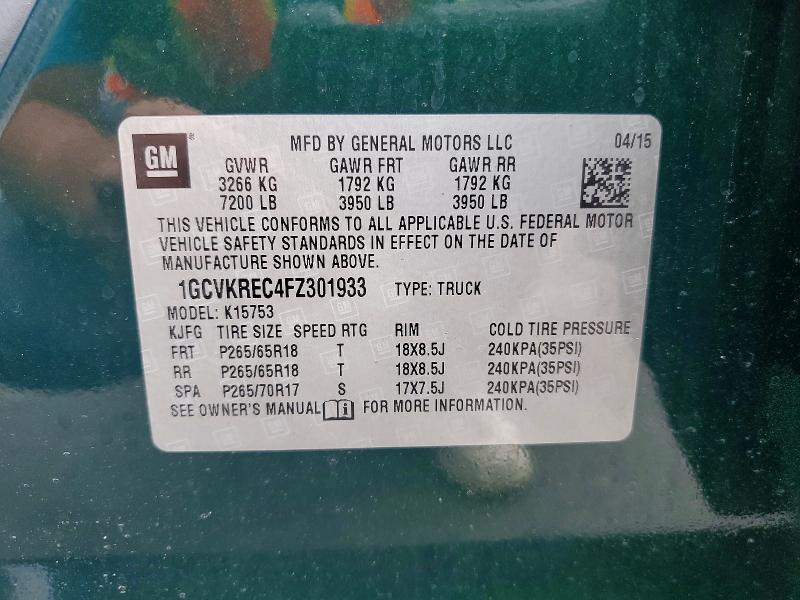 GM
MFD BY GENERAL MOTORS LLC 04/15
GVWR GAWR FRT GAWR RR
3266 KG 1792 KG 1792 KG
7200 LB 3950 LB 3950 LB
THIS VEHICLE CONFORMS TO ALL APPLICABLE U.S. FEDERAL MOTOR
VEHICLE SAFETY STANDARDS IN EFFECT ON THE DATE OF
MANUFACTURE SHOWN ABOVE.
1GCVKREC4FZ301933 TYPE: TRUCK
MODEL: K15753
KJFG TIRE SIZE SPEED RTG RIM COLD TIRE PRESSURE
FRT P265/65R18 T 18X8.5J 240KPA(35PSI)
RR P265/65R18 T 18X8.5J 240KPA(35PSI)
SPA P265/70R17 S 17X7.5J 240KPA(35PSI)
SEE OWNER'S MANUAL FOR MORE INFORMATION.